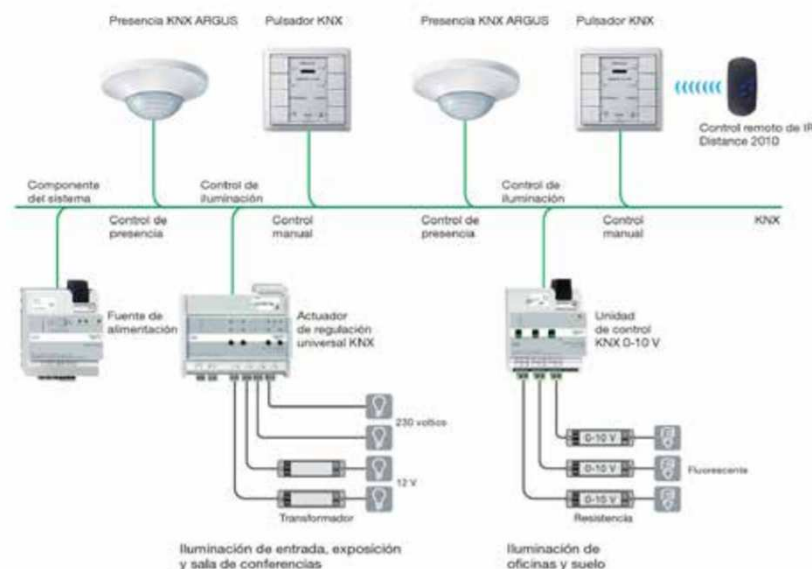 Presencia KNX ARGUS
Pulsador KNX
Presencia KNX ARGUS
Pulsador KNX
Control remoto de IR
Distance 2010
Componente
del sistema
Control de
presencia
Control de
iluminación
Control
manual
Control de
presencia
Control de
iluminación
Control
manual
KNX
Fuente de
alimentación
Actuador
de regulación
universal KNX
Unidad
de control
KNX 0-10 V
230 voltios
12 V
Transformador
0-10 V
0-10 V
0-10 V
Fluorescente
Resistencia
Iluminación de entrada, exposición
y sala de conferencias
Iluminación de
oficinas y suelo